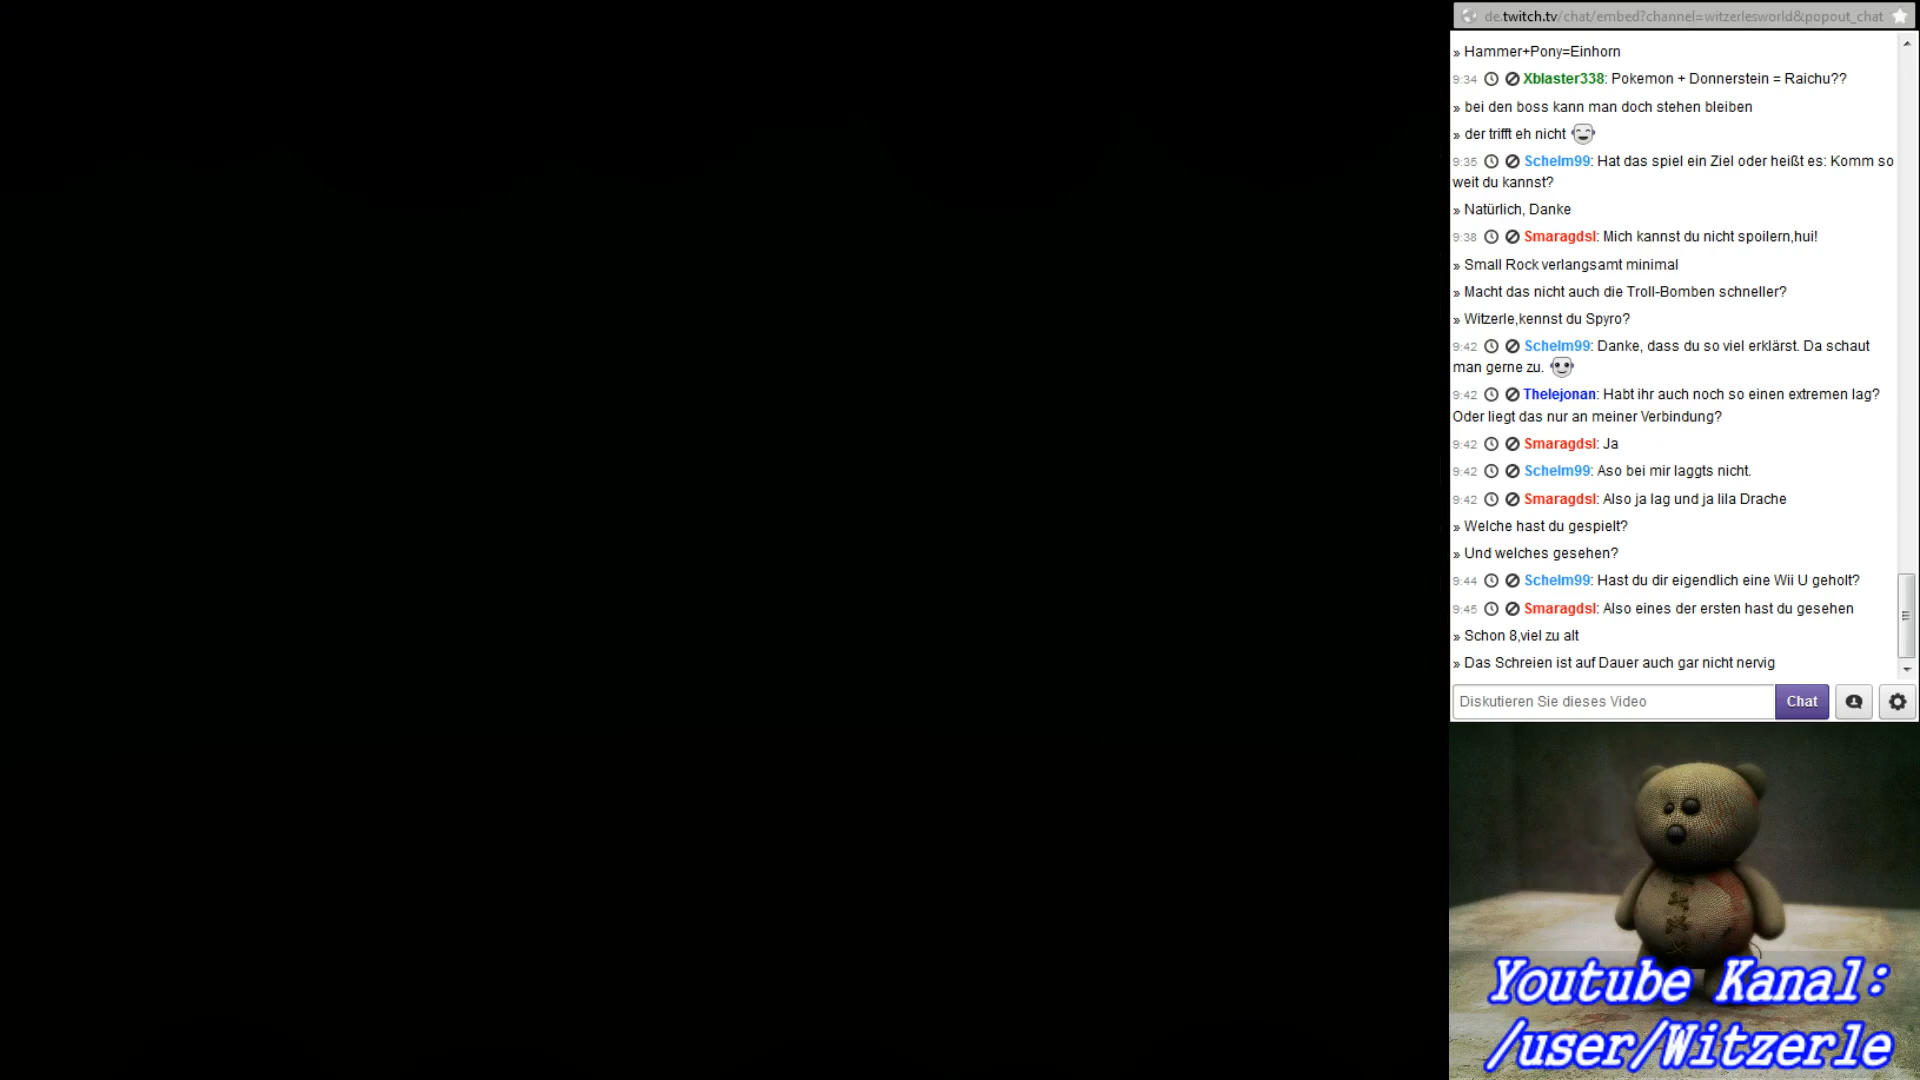 de.twitch.tv/chat/embed?channel=witzerlesworld&popout_chat
» Hammer+Pony=Einhorn
9:34 Xblaster338: Pokemon + Donnerstein = Raichu??
» bei den boss kann man doch stehen bleiben
» der trifft eh nicht
9:35 Schelm99: Hat das spiel ein Ziel oder heißt es: Komm so
weit du kannst?
» Natürlich, Danke
9:38 Smaragdsl: Mich kannst du nicht spoilern,hui!
» Small Rock verlangsamt minimal
» Macht das nicht auch die Troll-Bomben schneller?
» Witzerle,kennst du Spyro?
9:42 Schelm99: Danke, dass du so viel erklärst. Da schaut
man gerne zu.
9:42 Thelejonan: Habt ihr auch noch so einen extremen lag?
Oder liegt das nur an meiner Verbindung?
9:42 Smaragdsl: Ja
9:42 Schelm99: Aso bei mir laggts nicht.
9:42 Smaragdsl: Also ja lag und ja lila Drache
» Welche hast du gespielt?
» Und welches gesehen?
9:44 Schelm99: Hast du dir eigendlich eine Wii U geholt?
9:45 Smaragdsl: Also eines der ersten hast du gesehen
» Schon 8,viel zu alt
» Das Schreien ist auf Dauer auch gar nicht nervig
Diskutieren Sie dieses Video
Chat
Youtube Kanal:
/user/Witzerle